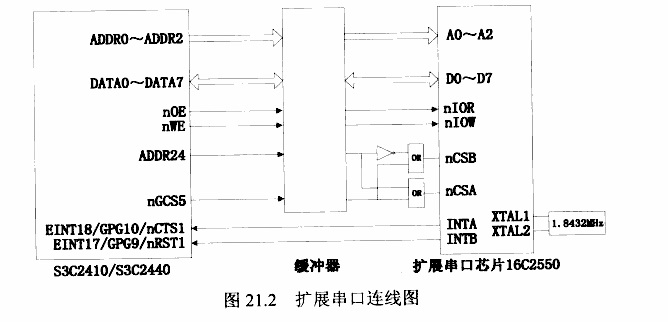 ADDR0～ADDR2
DATA0～DATA7
nOE
nWE
ADDR24
nGCS5
EINT18/GPG10/nCTS1
EINT17/GPG9/nRST1
S3C2410/S3C2440
缓冲器
OR
OR
A0～A2
D0～D7
nIOR
nIOW
nCSB
nCSA
INTA
INTB
XTAL1
XTAL2
1.8432MHz
扩展串口芯片16C2550
图 21.2 扩展串口连线图